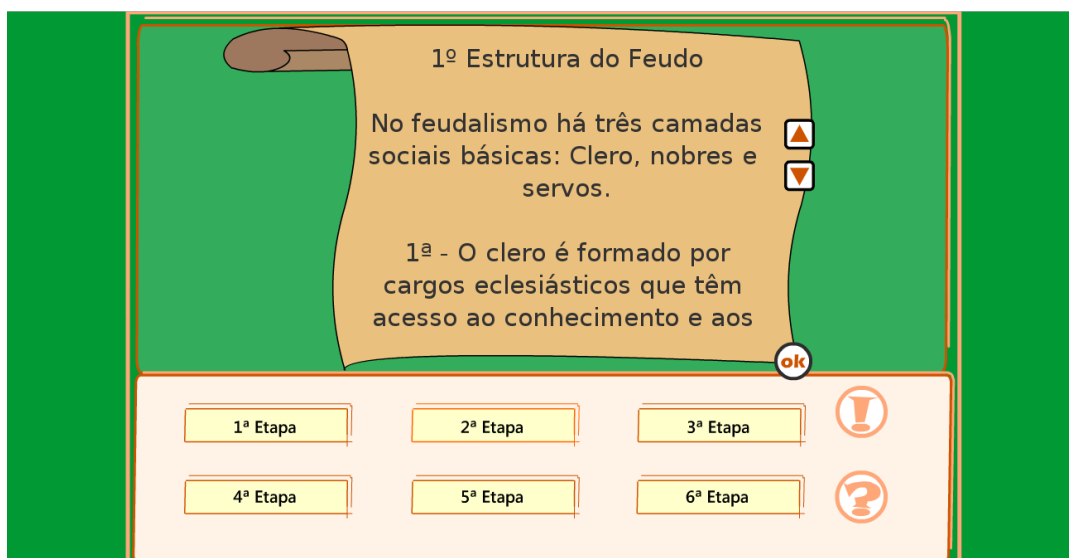 1º Estrutura do Feudo
No feudalismo há três camadas
sociais básicas: Clero, nobres e
servos.
1ª - O clero é formado por
cargos eclesiásticos que têm
acesso ao conhecimento e aos
ok
1ª Etapa
2ª Etapa
3ª Etapa
!
4ª Etapa
5ª Etapa
6ª Etapa
?